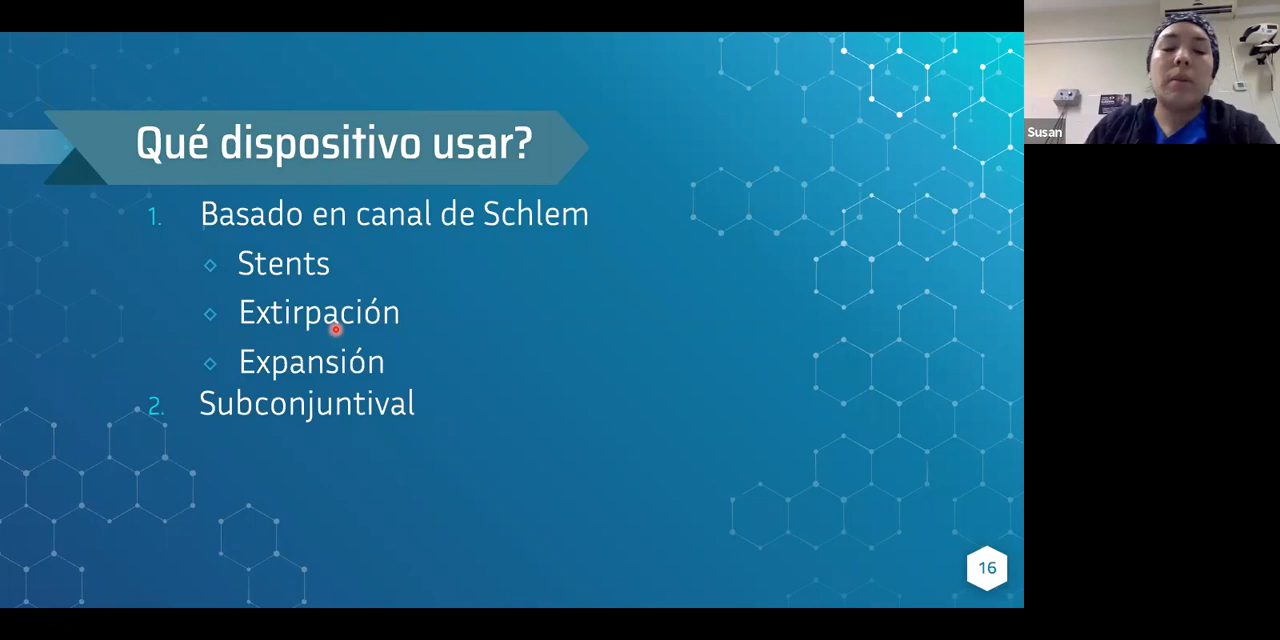 Qué dispositivo usar?
1. Basado en canal de Schlem
Stents
Extirpación
Expansión
2. Subconjuntival
16
Susan